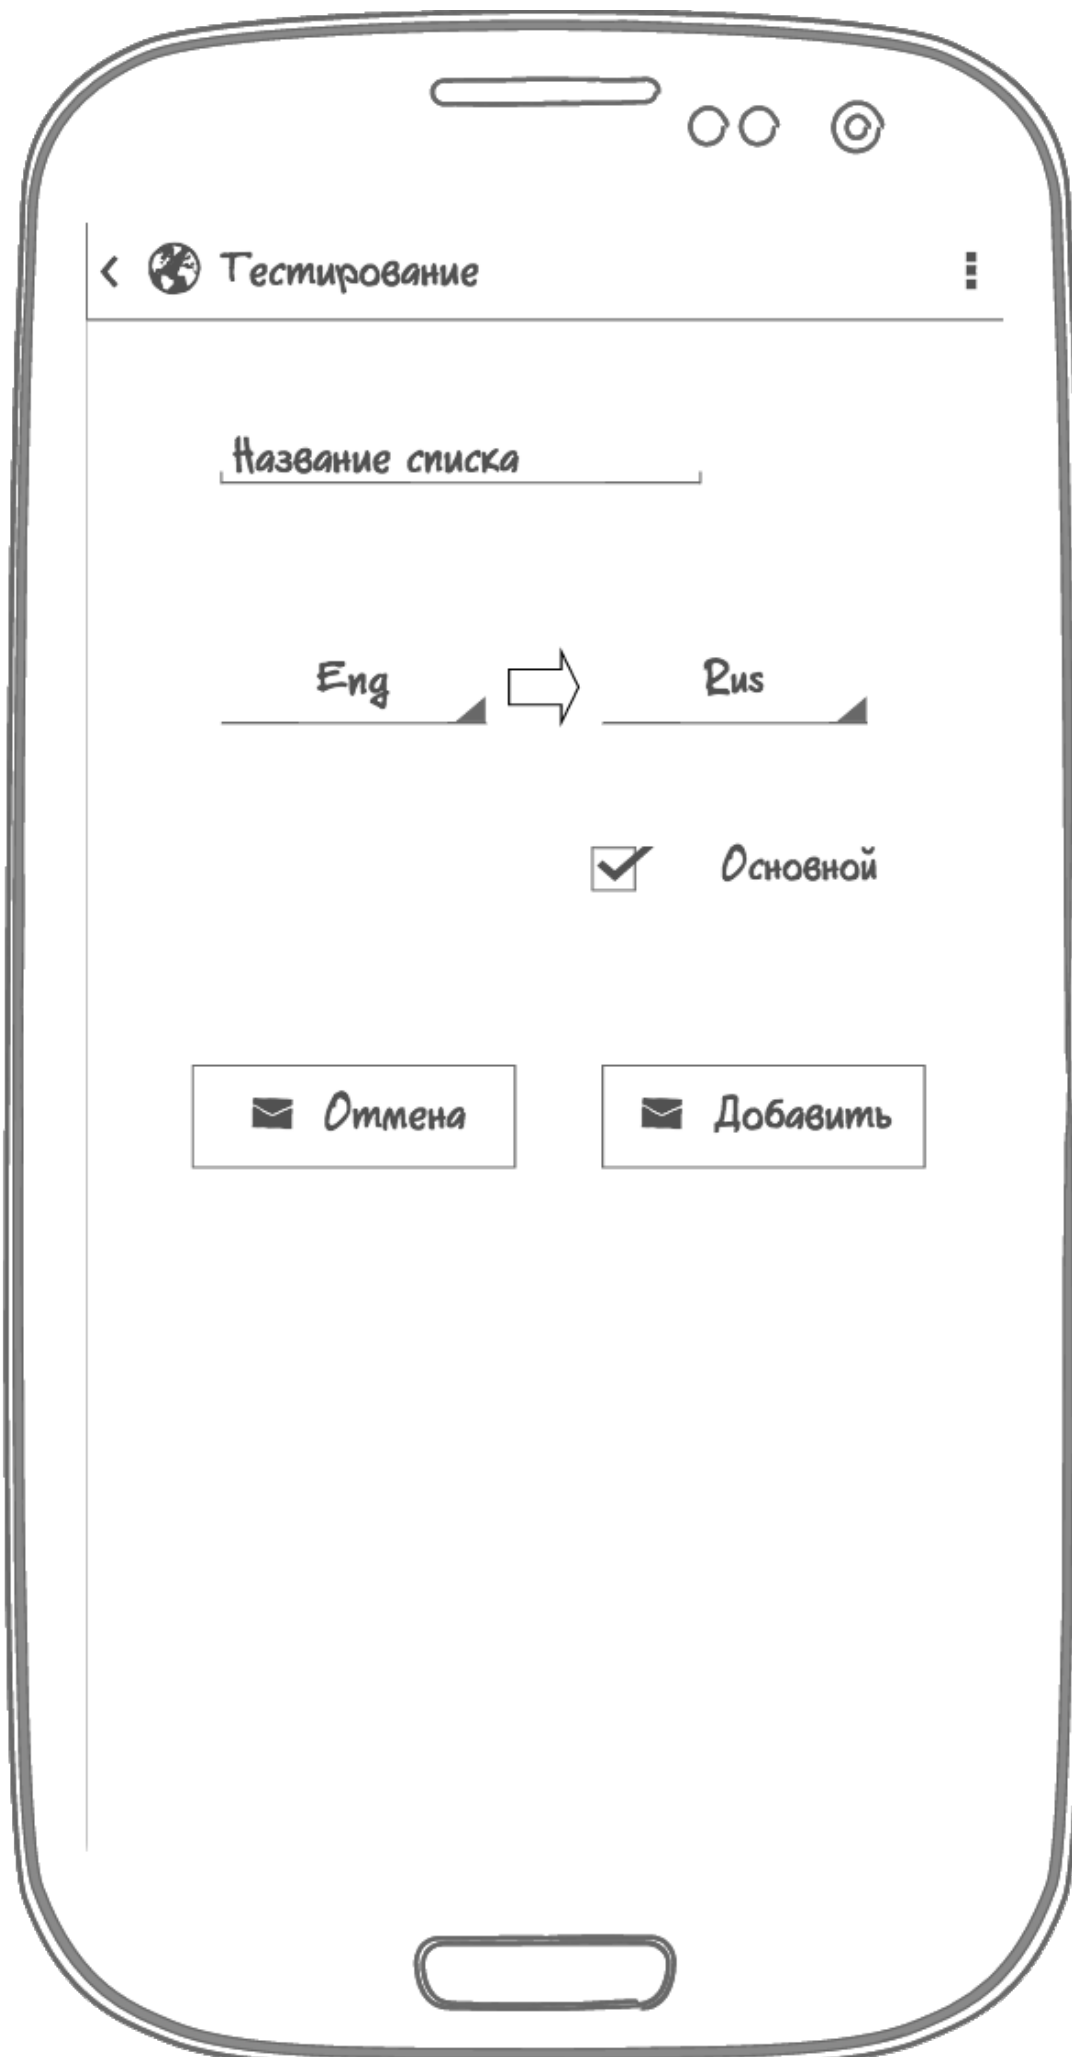 Тестирование
Название списка
Eng Rus
Основной
Отмена Добавить